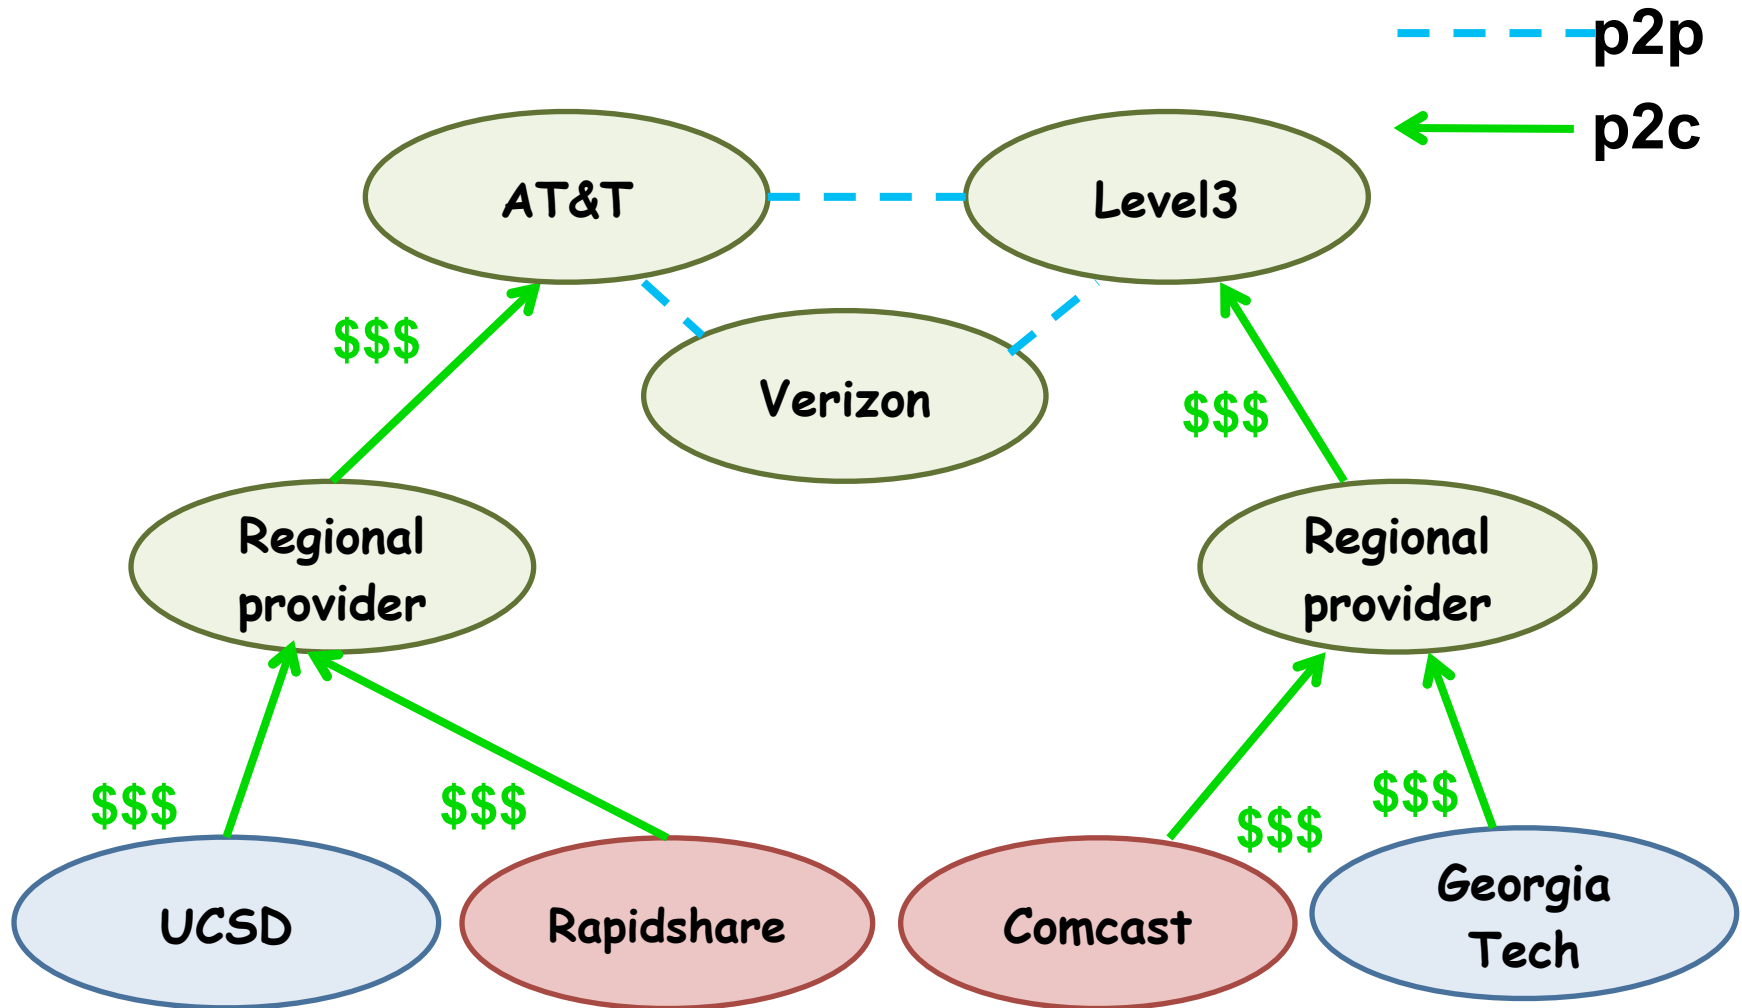 p2p
p2c
AT&T
Level3
$$$
Verizon
$$$
Regional
provider
Regional
provider
$$$
$$$
$$$
$$$
UCSD
Rapidshare
Comcast
Georgia
Tech